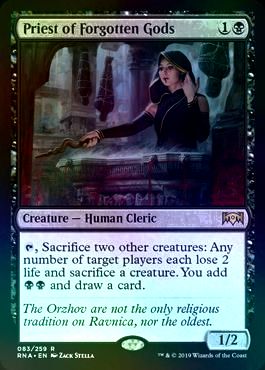 Priest of Forgotten Gods 1
Creature — Human Cleric
, Sacrifice two other creatures: Any
number of target players each lose 2
life and sacrifice a creature. You add
and draw a card.
The Orzhov are not the only religious
tradition on Ravnica, nor the oldest.
083/259 R
RNA • EN ZACK STELLA
1/2
™ & © 2019 Wizards of the Coast